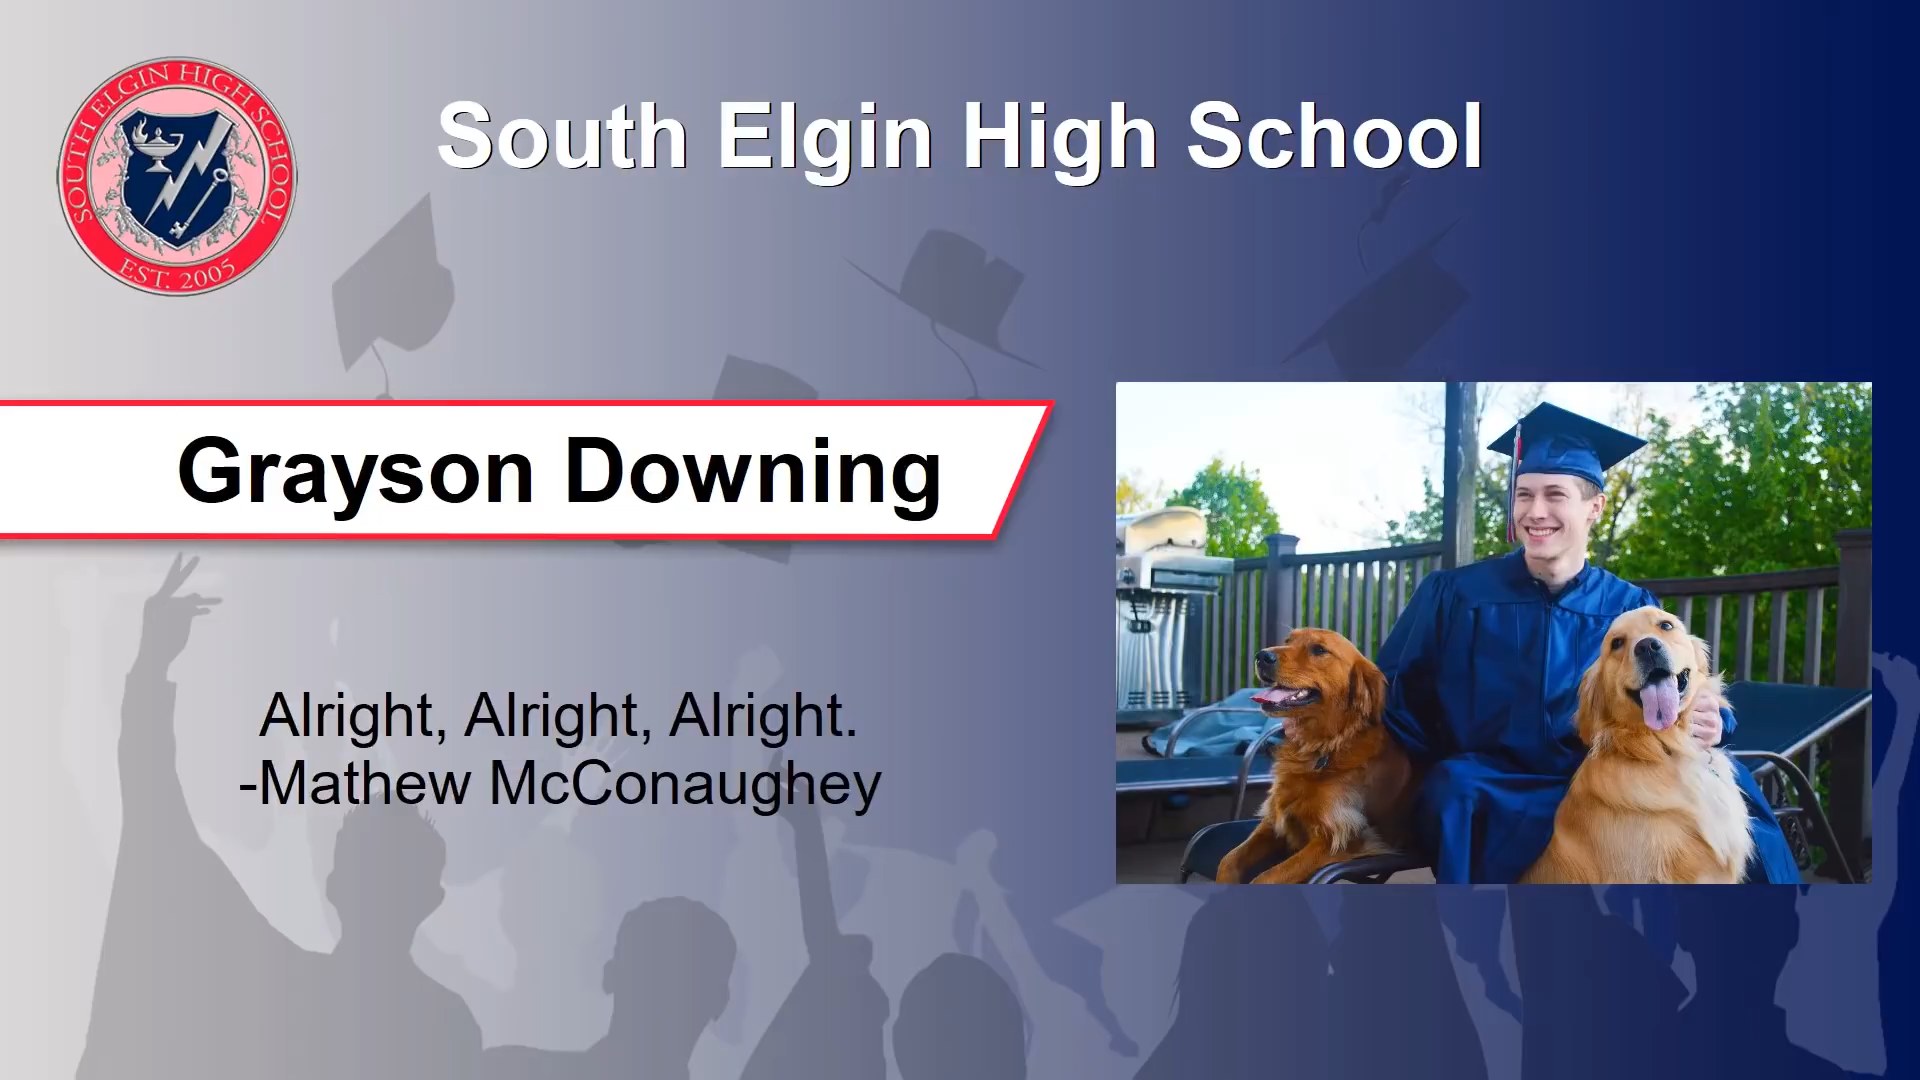 SOUTH ELGIN HIGH SCHOOL
EST. 2005
South Elgin High School
Grayson Downing
Alright, Alright, Alright.
-Mathew McConaughey